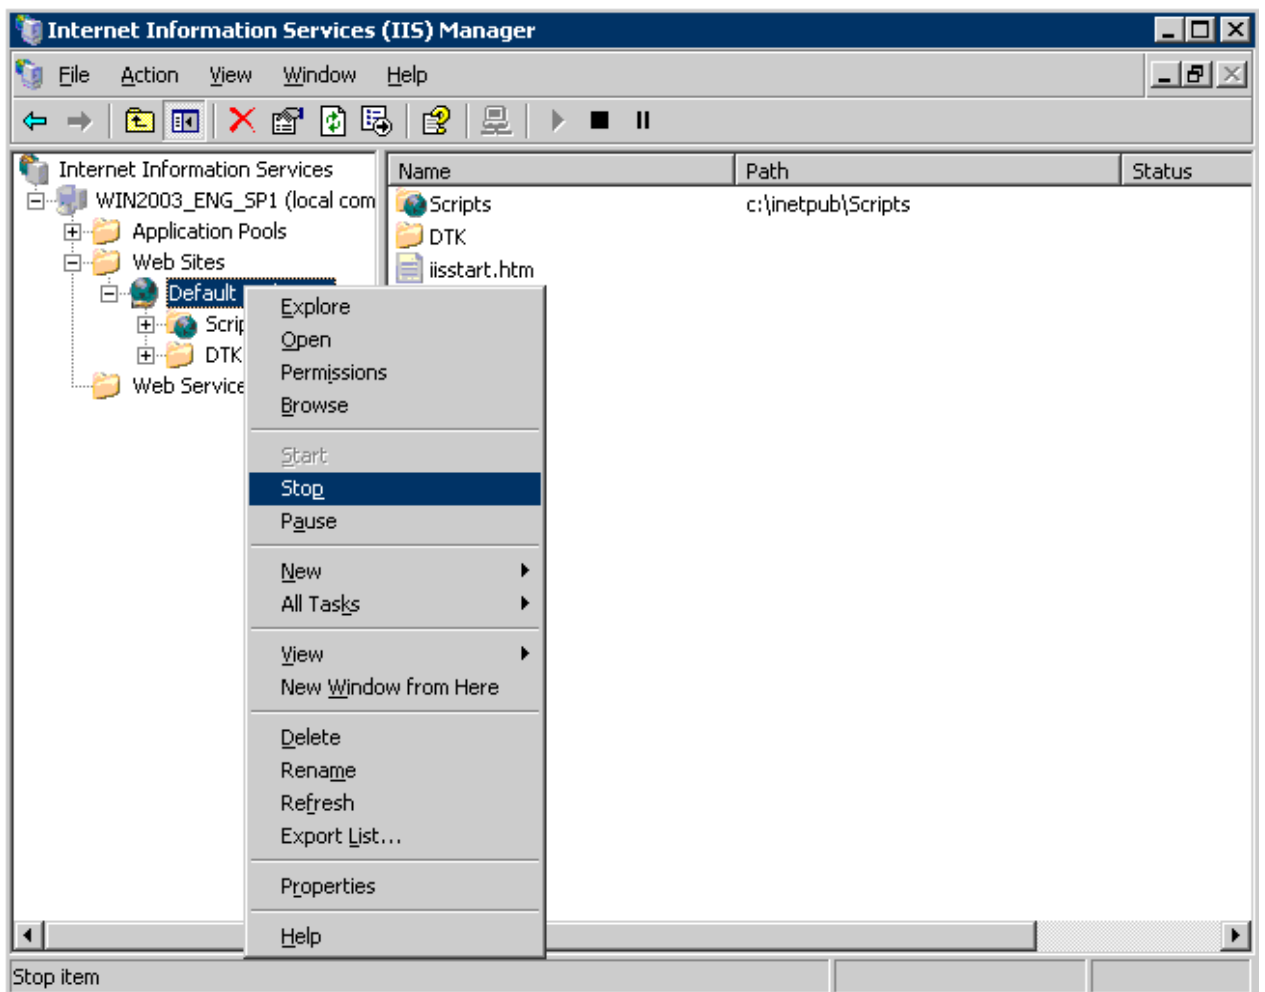 Internet Information Services (IIS) Manager
File Action View Window Help
Internet Information Services
WIN2003_ENG_SP1 (local com
Application Pools
Web Sites
Default
Scrip
DTK
Web Service
Name Path Status
Scripts c:\inetpub\Scripts
DTK
iisstart.htm
Explore
Open
Permissions
Browse
Start
Stop
Pause
New
All Tasks
View
New Window from Here
Delete
Rename
Refresh
Export List...
Properties
Help
Stop item